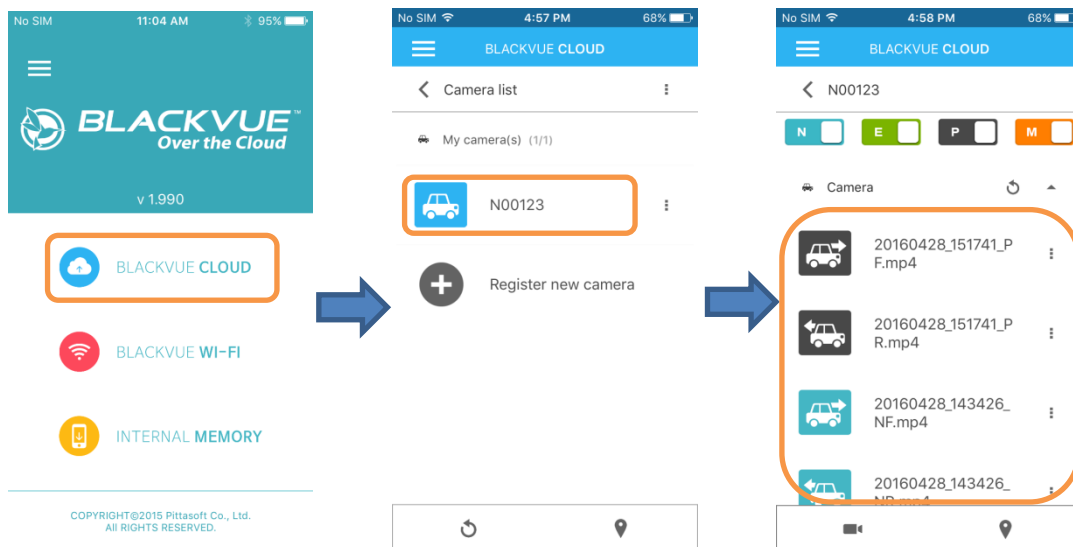 No SIM 11:04 AM 95%
BLACKVUE™
Over the Cloud
v 1.990
BLACKVUE CLOUD
BLACKVUE WI-FI
INTERNAL MEMORY
COPYRIGHT©2015 Pittasoft Co., Ltd.
All RIGHTS RESERVED.
No SIM 4:57 PM 68%
BLACKVUE CLOUD
Camera list
My camera(s) (1/1)
N00123
Register new camera
No SIM 4:58 PM 68%
BLACKVUE CLOUD
N00123
N E P M
Camera
20160428_151741_P
F.mp4
20160428_151741_P
R.mp4
20160428_143426_
NF.mp4
20160428_143426_
NR.mp4